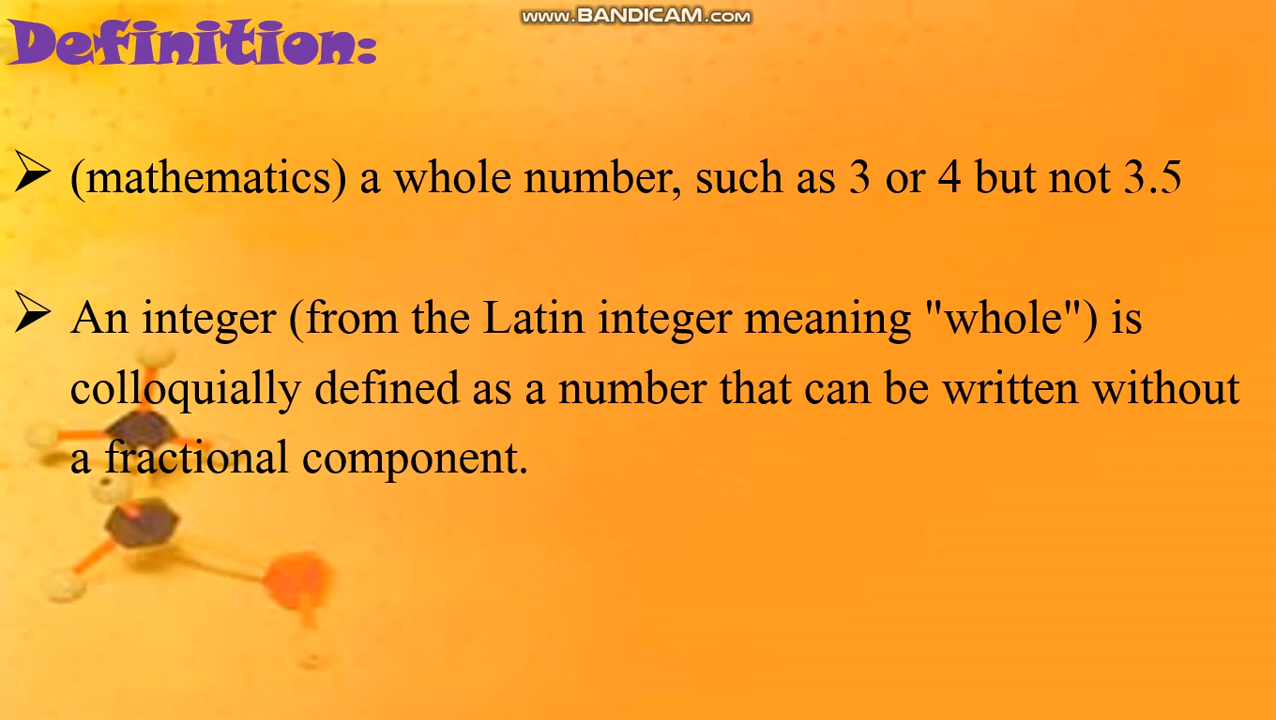 www.BANDICAM.com
Definition:
➢ (mathematics) a whole number, such as 3 or 4 but not 3.5
➢ An integer (from the Latin integer meaning "whole") is
colloquially defined as a number that can be written without
a fractional component.